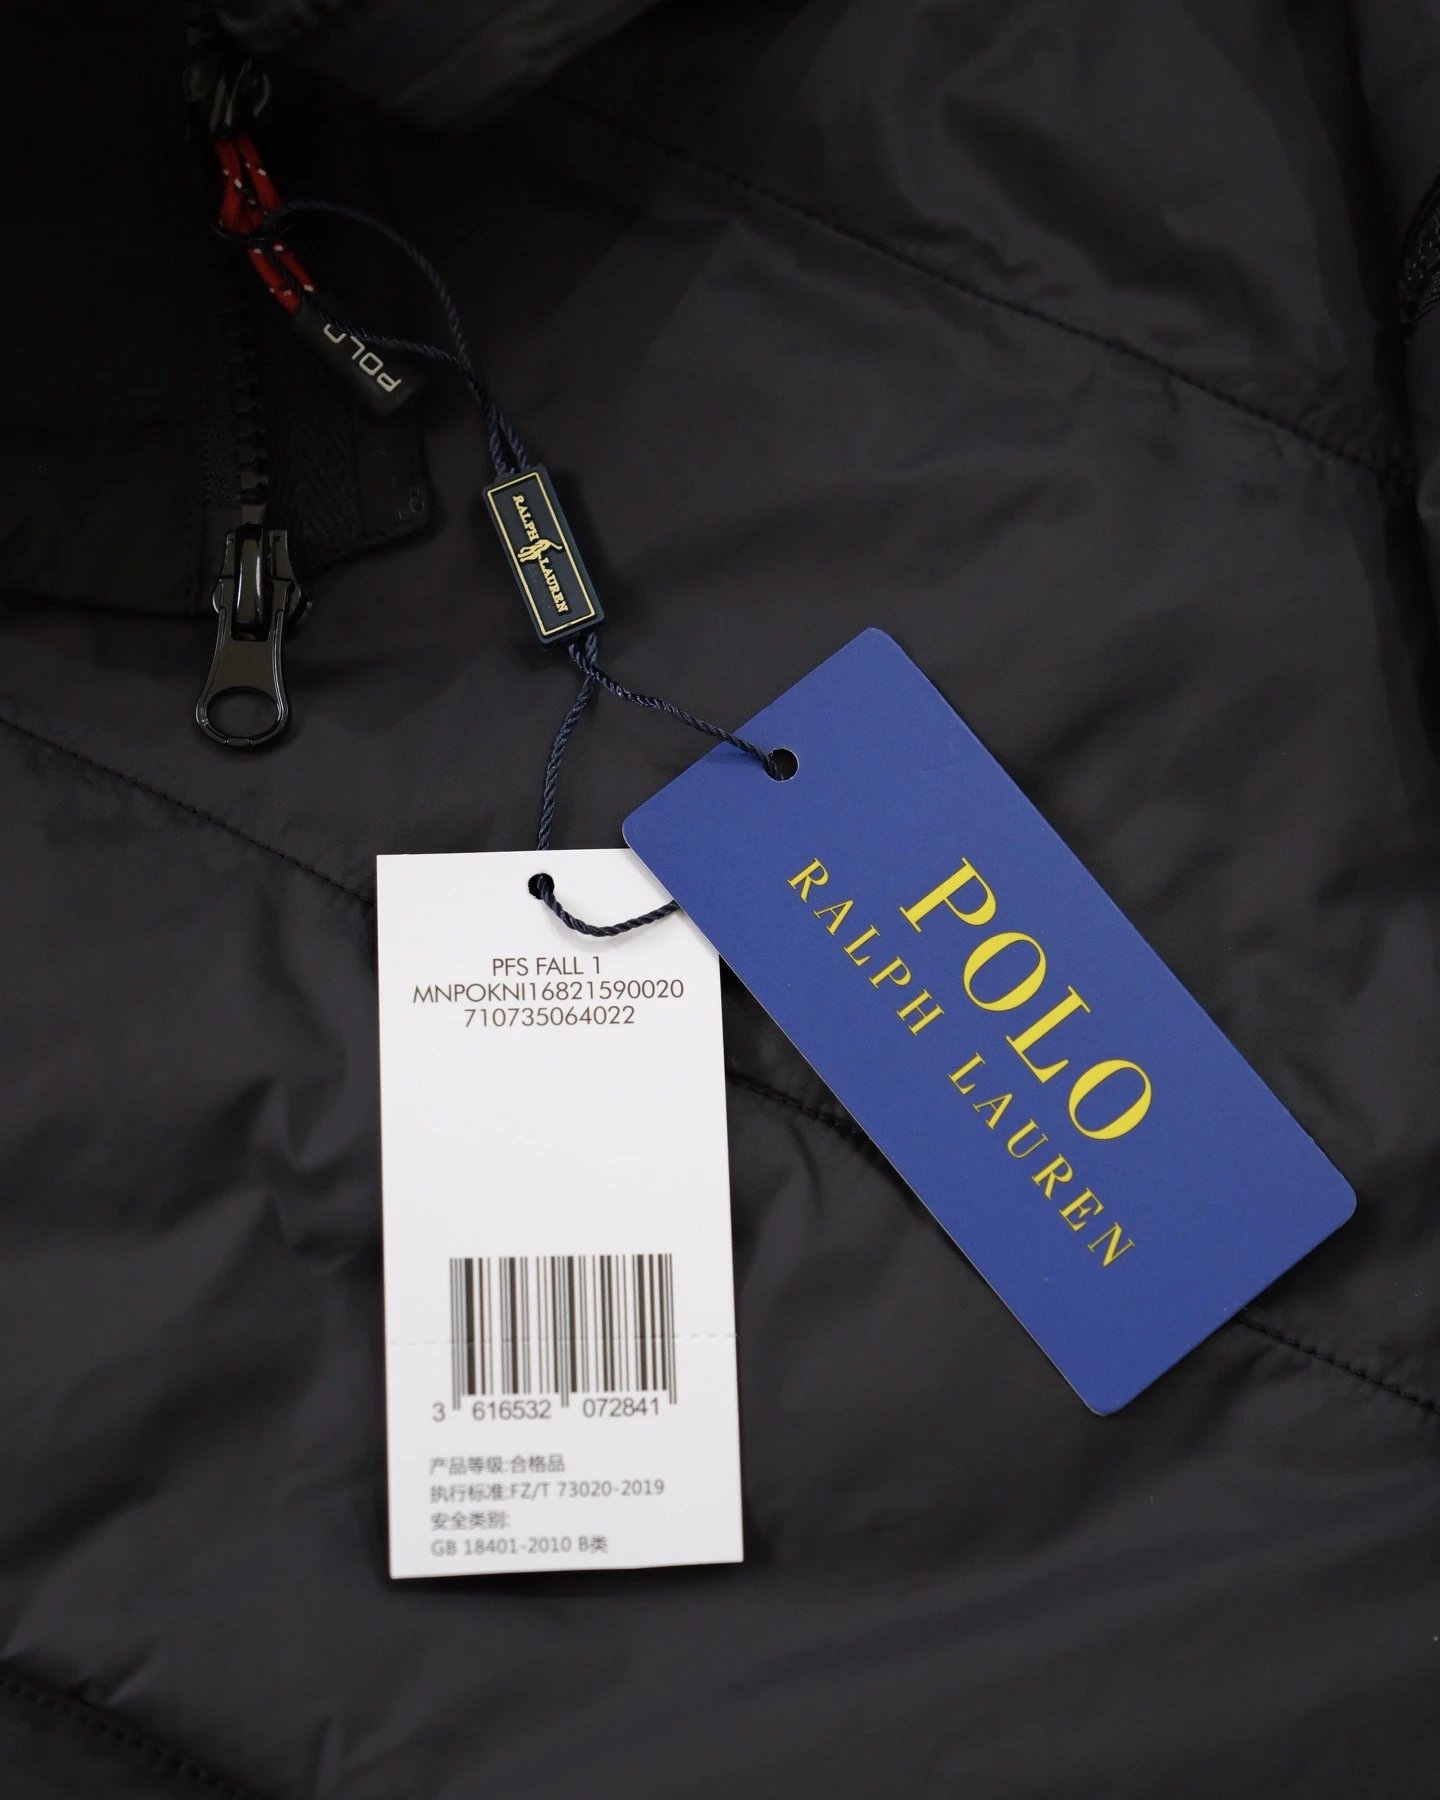 POLO
RALPH LAUREN
POLO
RALPH LAUREN
PFS FALL 1
MNPOKNI16821590020
710735064022
3 616532 072841
产品等级:合格品
执行标准:FZ/T 73020-2019
安全类别:
GB 18401-2010 B类